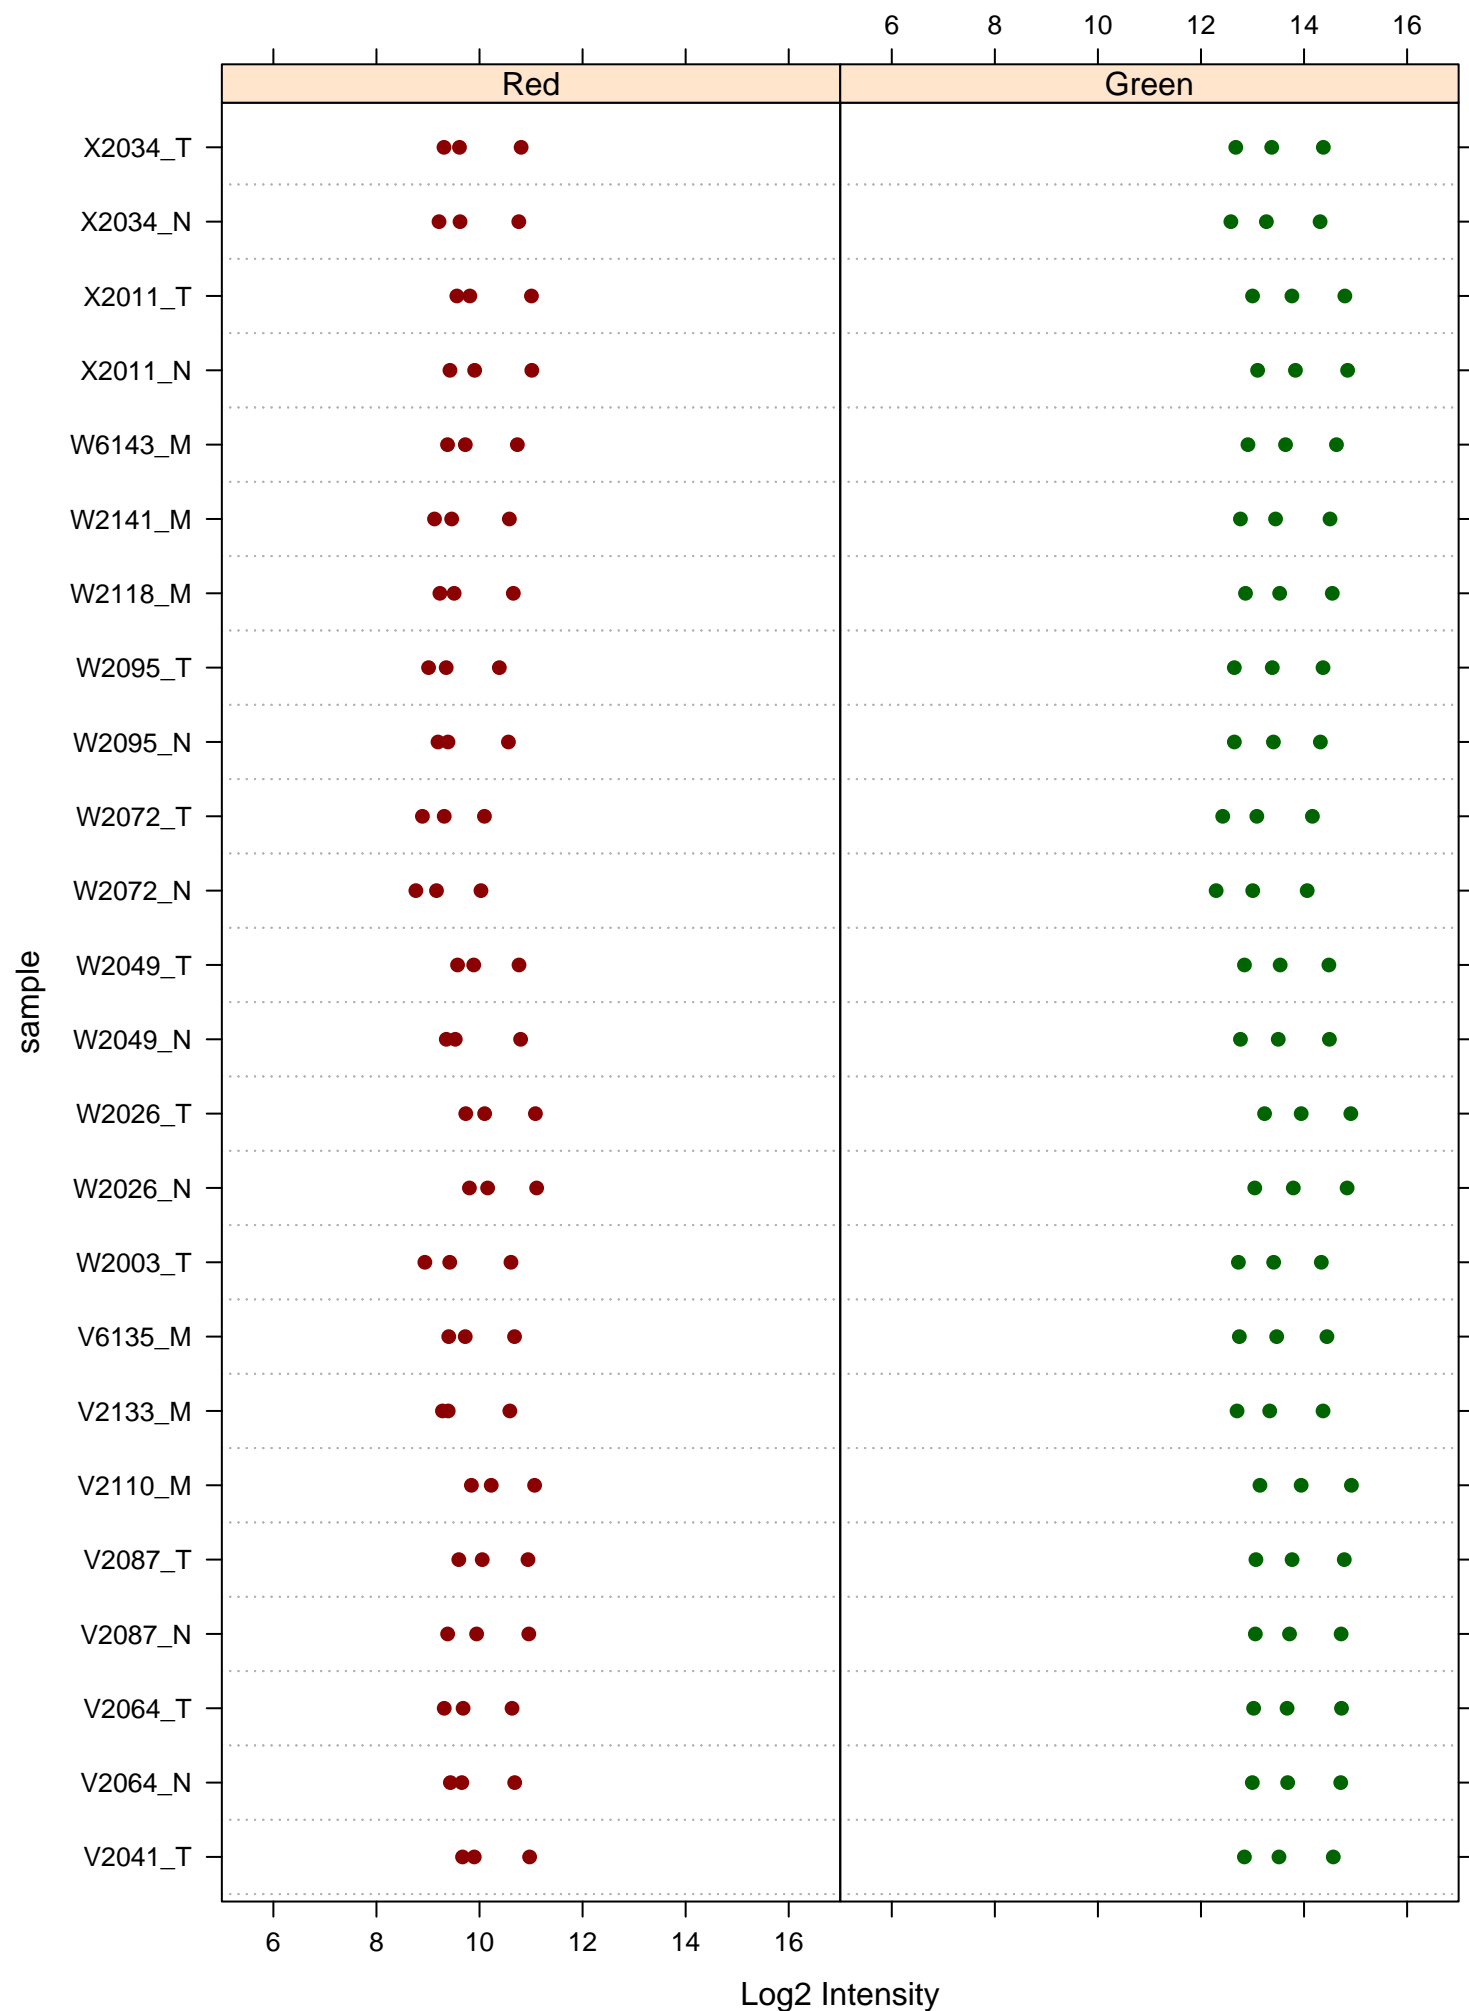 6 8 10 12 14 16
Red Green
X2034_T
X2034_N
X2011_T
X2011_N
W6143_M
W2141_M
W2118_M
W2095_T
W2095_N
W2072_T
W2072_N
W2049_T
W2049_N
W2026_T
W2026_N
W2003_T
V6135_M
V2133_M
V2110_M
V2087_T
V2087_N
V2064_T
V2064_N
V2041_T
sample
6 8 10 12 14 16
Log2 Intensity